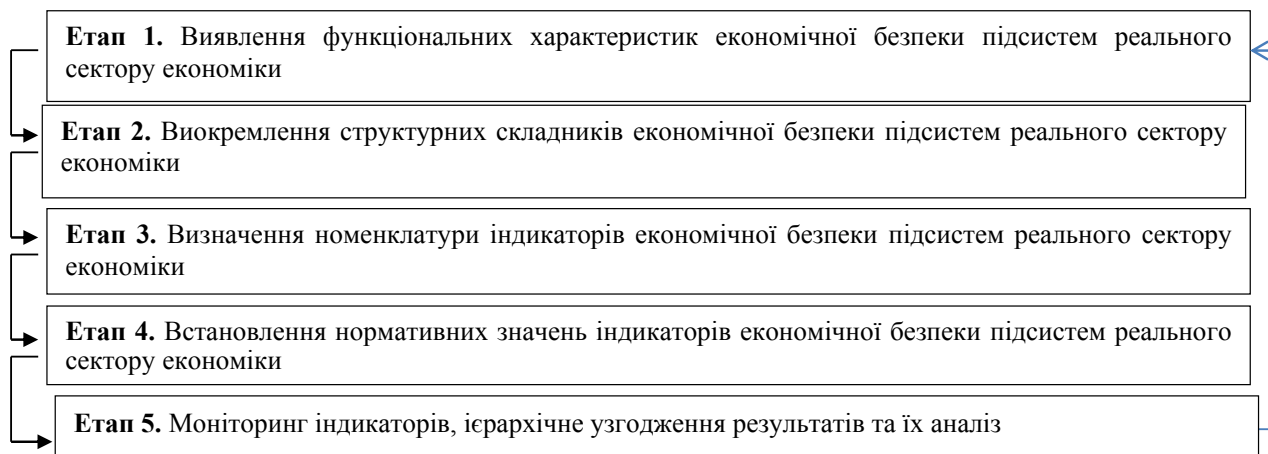 Етап 1. Виявлення функціональних характеристик економічної безпеки підсистем реального
сектору економіки
Етап 2. Виокремлення структурних складників економічної безпеки підсистем реального сектору
економіки
Етап 3. Визначення номенклатури індикаторів економічної безпеки підсистем реального сектору
економіки
Етап 4. Встановлення нормативних значень індикаторів економічної безпеки підсистем реального
сектору економіки
Етап 5. Моніторинг індикаторів, ієрархічне узгодження результатів та їх аналіз